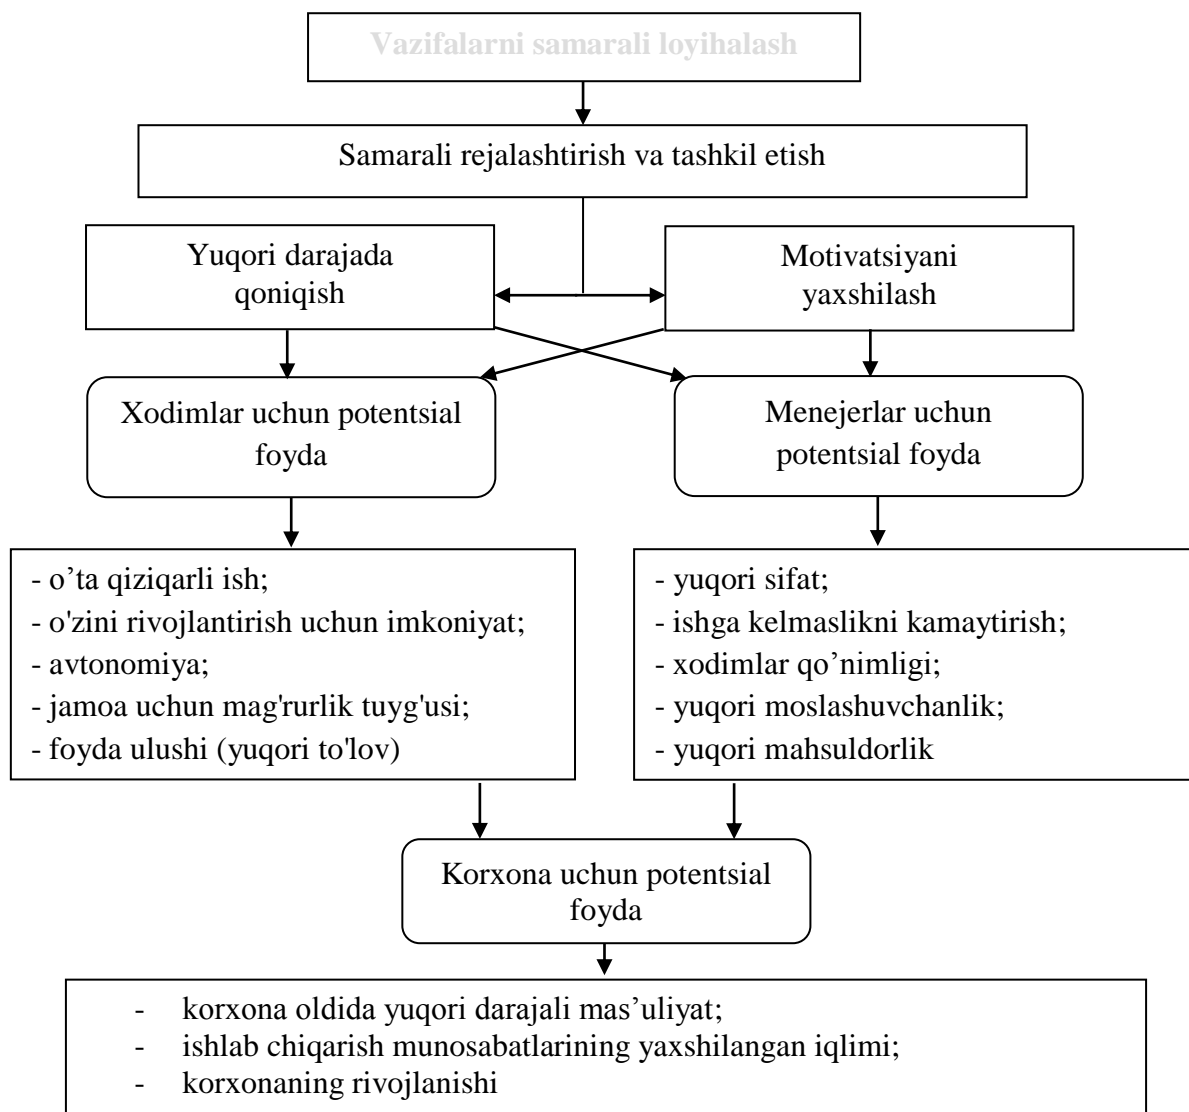 Vazifalarni samarali loyihalash
Samarali rejalashtirish va tashkil etish
Yuqori darajada
qoniqish
Motivatsiyani
yaxshilash
Xodimlar uchun potentsial
foyda
Menejerlar uchun
potentsial foyda
- o’ta qiziqarli ish;
- o'zini rivojlantirish uchun imkoniyat;
- avtonomiya;
- jamoa uchun mag'rurlik tuyg'usi;
- foyda ulushi (yuqori to'lov)
- yuqori sifat;
- ishga kelmaslikni kamaytirish;
- xodimlar qo’nimligi;
- yuqori moslashuvchanlik;
- yuqori mahsuldorlik
Korxona uchun potentsial
foyda
- korxona oldida yuqori darajali mas’uliyat;
- ishlab chiqarish munosabatlarining yaxshilangan iqlimi;
- korxonaning rivojlanishi